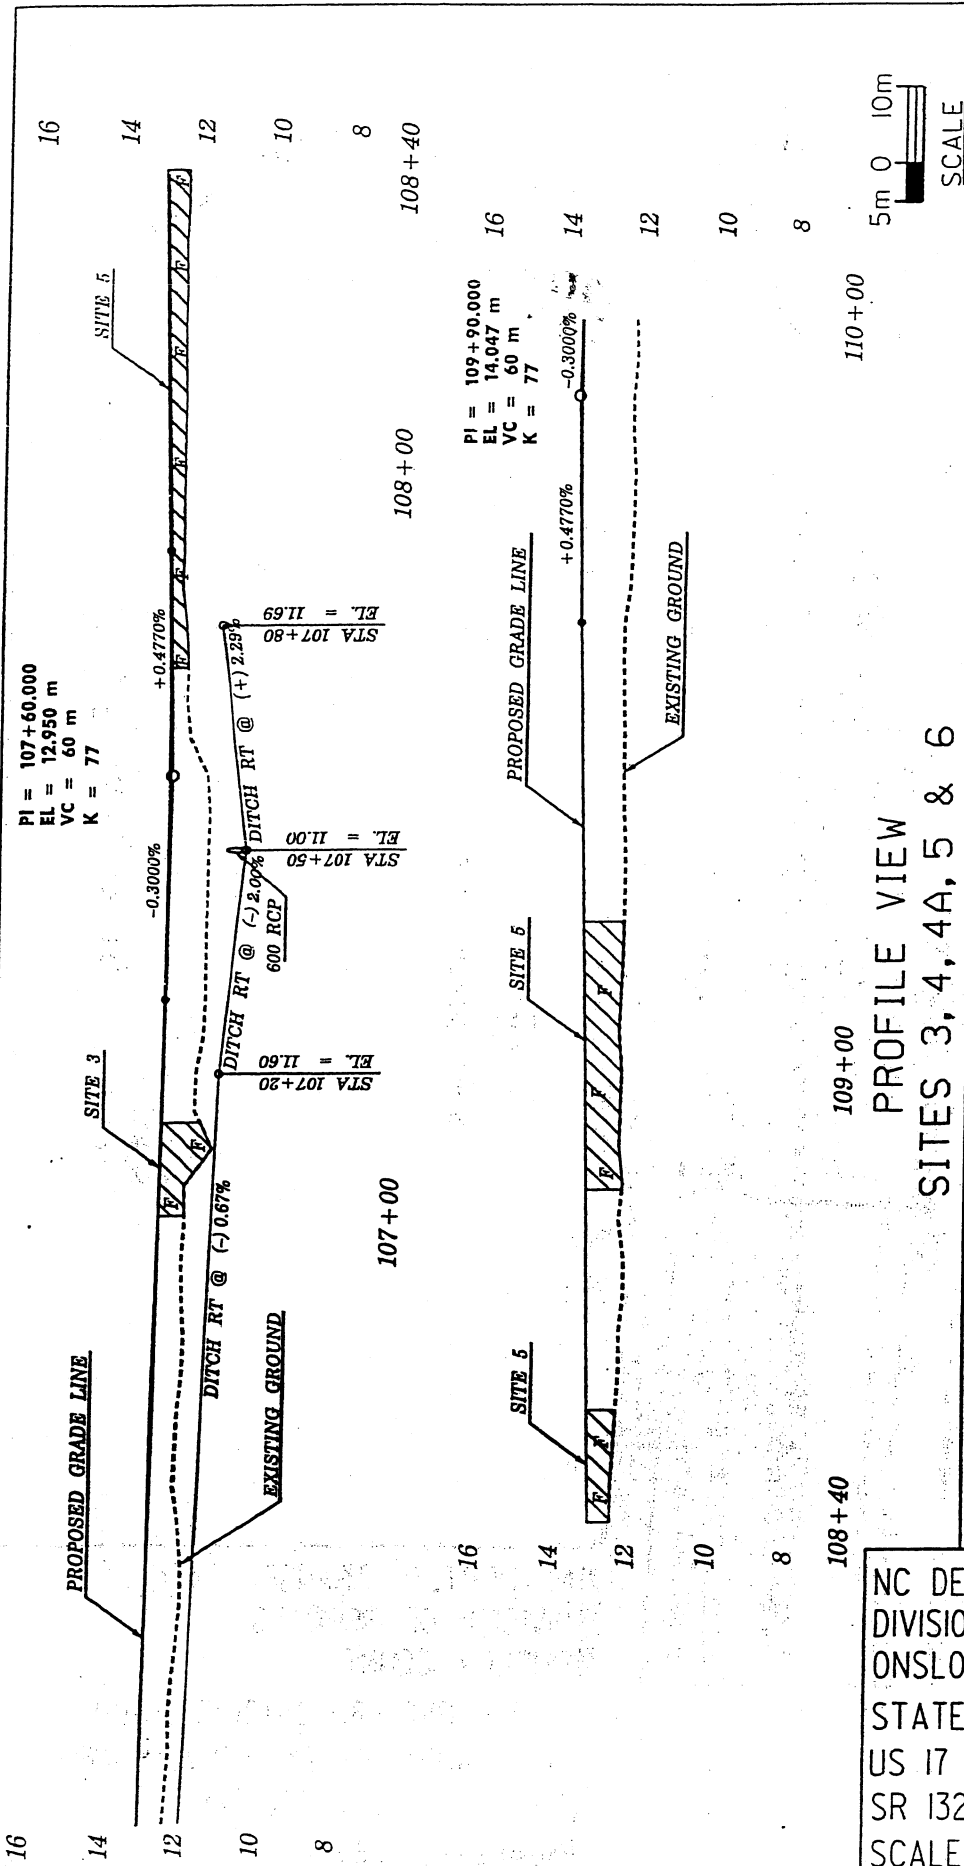 16
14
12
10
8
16
14
12
10
8
PI = 107+60.000
EL = 12.950 m
VC = 60 m
K = 77
-0.3000%
+0.4770%
PROPOSED GRADE LINE
SITE 3
SITE 5
F
F
F
F
F
F
F
F
DITCH RT @ (-) 0.67%
DITCH RT @ (-) 2.00%
DITCH RT @ (+) 2.29%
EXISTING GROUND
600 RCP
STA 107+20
EL. = 11.60
STA 107+50
EL. = 11.00
STA 107+80
EL. = 11.69
107+00
108+00
108+40
16
14
12
10
8
16
14
12
10
8
PI = 109+90.000
EL = 14.047 m
VC = 60 m
K = 77
+0.4770%
-0.3000%
SITE 5
SITE 5
PROPOSED GRADE LINE
EXISTING GROUND
F
F
F
F
F
108+40
109+00
110+00
PROFILE VIEW
SITES 3, 4, 4A, 5 & 6
5m 0 10m
SCALE
NC DE
DIVISIO
ONSLO
STATE
US 17
SR 132
SCALE